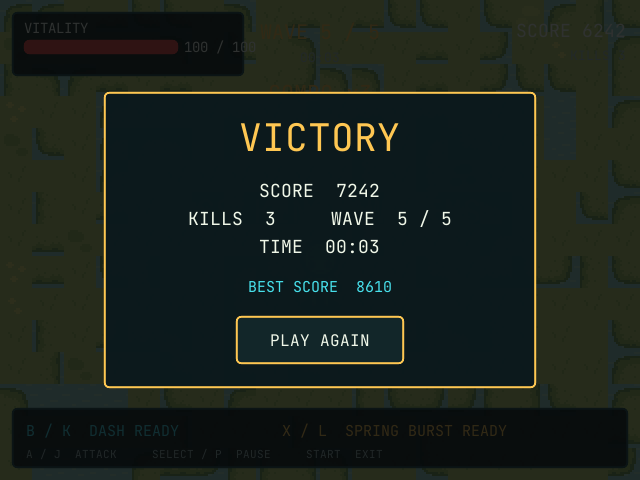 VITALITY
100 / 100
SCORE 6242
VICTORY
SCORE 7242
KILLS 3 WAVE 5 / 5
TIME 00:03
BEST SCORE 8610
PLAY AGAIN
B / K DASH READY X / L SPRING BURST READY
A / J ATTACK SELECT / P PAUSE START EXIT